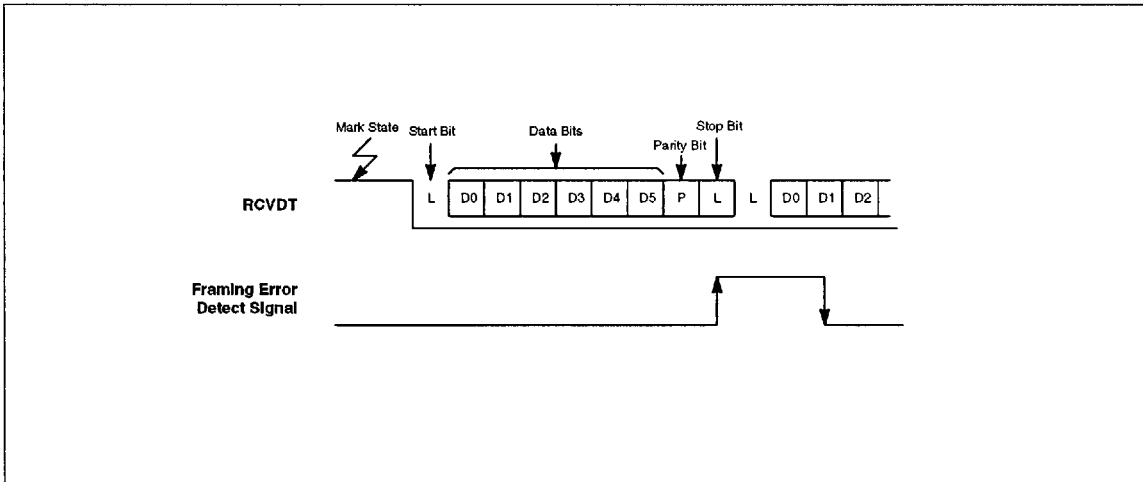 Mark State
Start Bit
Data Bits
Stop Bit
Parity Bit
RCVDT
L D0 D1 D2 D3 D4 D5 P L L D0 D1 D2
Framing Error
Detect Signal